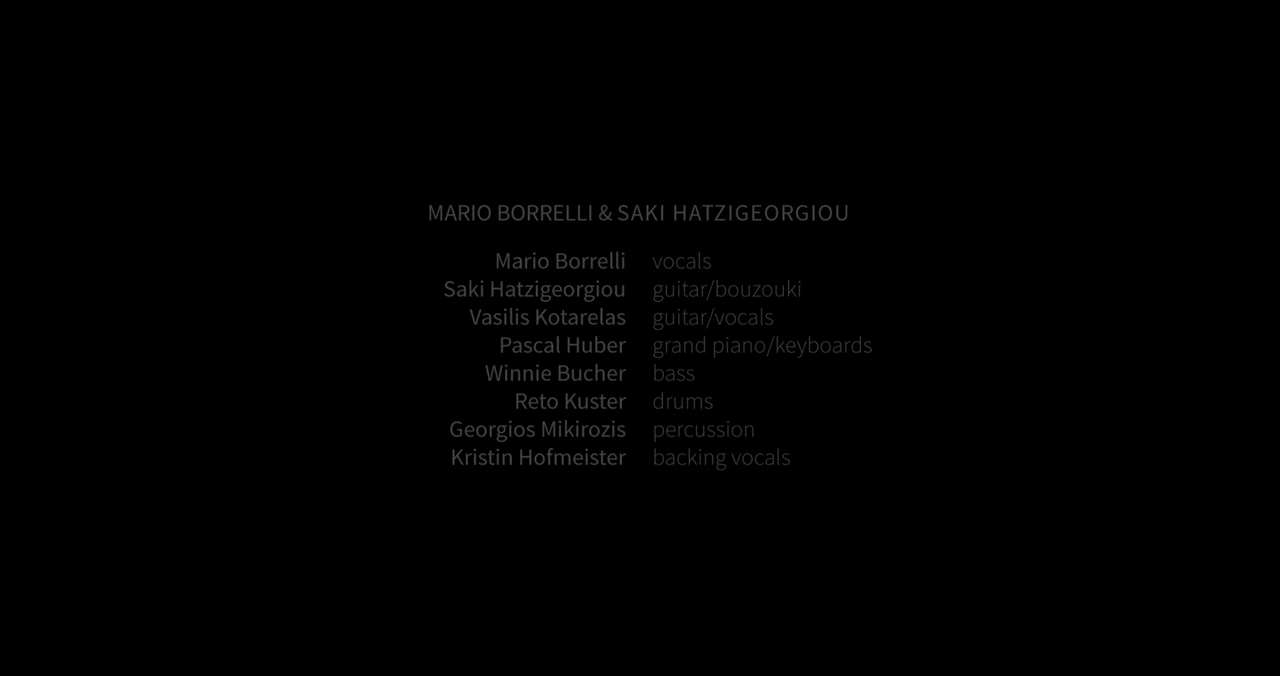 MARIO BORRELLI & SAKI HATZIGEORGIOU
Mario Borrelli vocals
Saki Hatzigeorgiou guitar/bouzouki
Vasilis Kotarelas guitar/vocals
Pascal Huber grand piano/keyboards
Winnie Bucher bass
Reto Kuster drums
Georgios Mikirozis percussion
Kristin Hofmeister backing vocals